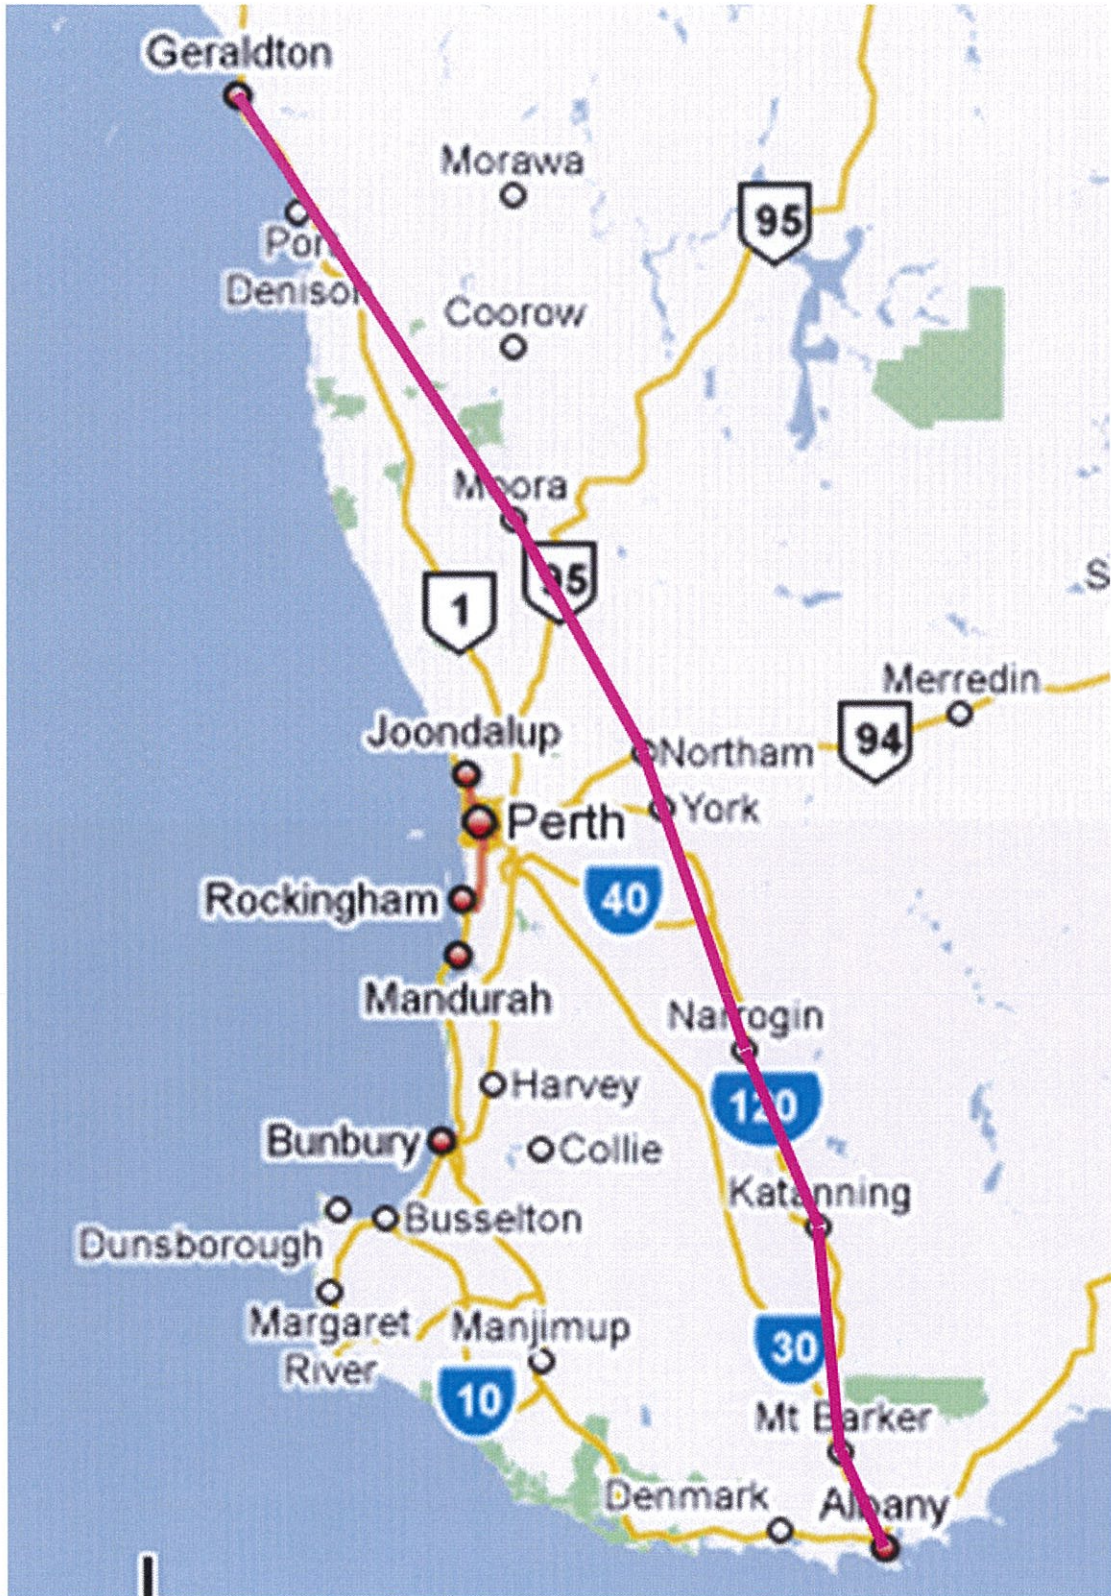 Geraldton
Morawa
95
Port
Denison
Coorow
Moora
95
1
S
Merredin
Joondalup
Northam
94
York
Perth
40
Rockingham
Mandurah
Narrogin
Harvey
120
Bunbury
Collie
Katanning
Busselton
Dunsborough
Margaret
River
Manjimup
30
10
Mt Barker
Denmark
Albany